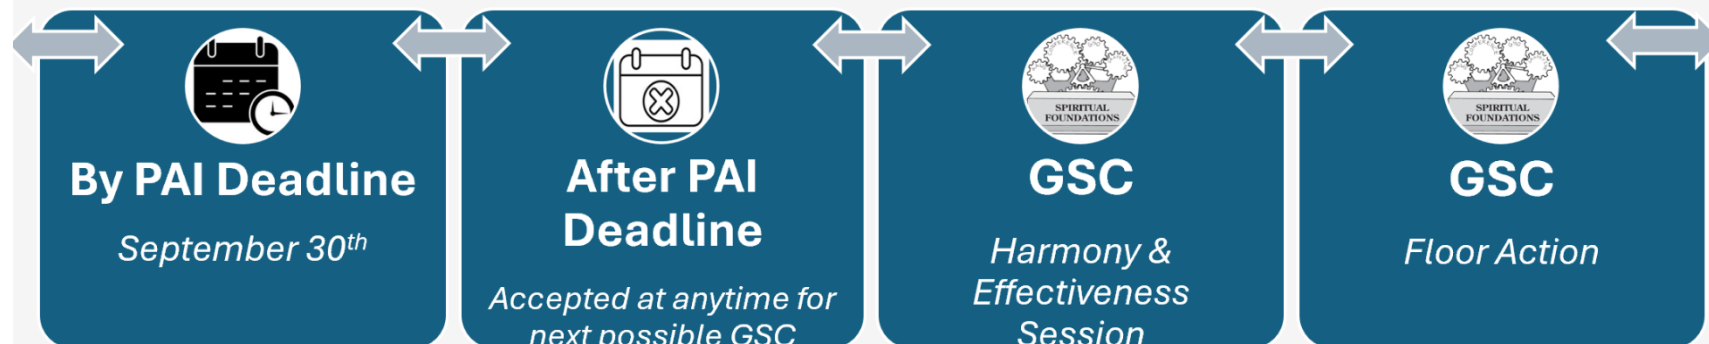 By PAI Deadline
September 30th
After PAI
Deadline
Accepted at anytime for
next possible GSC
SPIRITUAL
FOUNDATIONS
GSC
Harmony &
Effectiveness
Session
SPIRITUAL
FOUNDATIONS
GSC
Floor Action